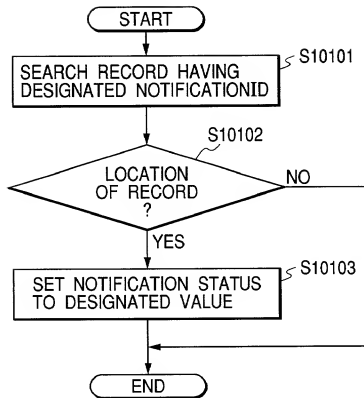 START
S10101
SEARCH RECORD HAVING
DESIGNATED NOTIFICATIONID
S10102
LOCATION
OF RECORD
?
NO
YES
S10103
SET NOTIFICATION STATUS
TO DESIGNATED VALUE
END